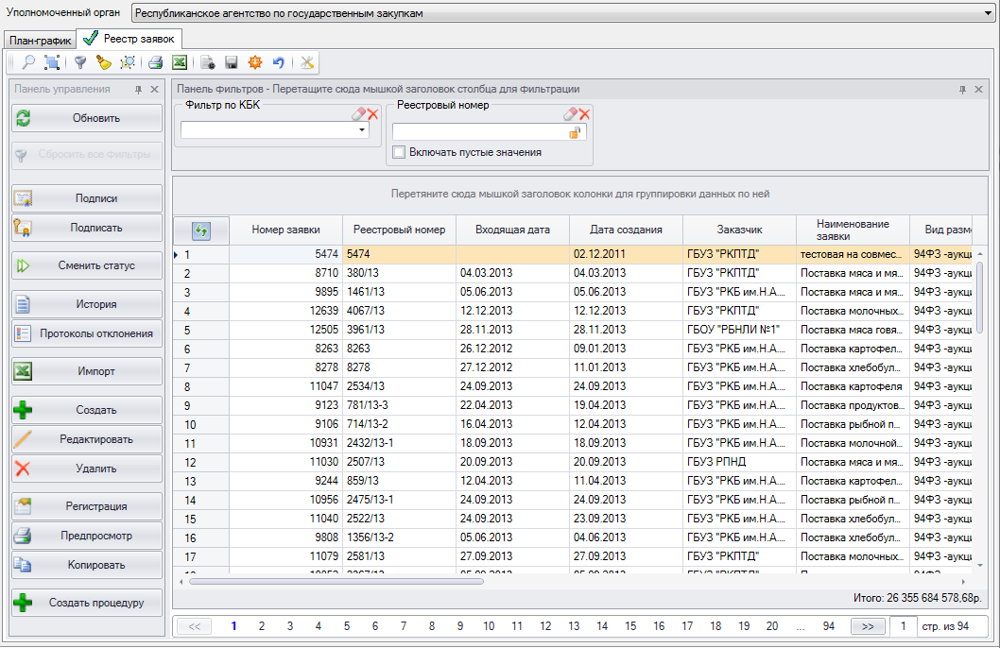 Уполномоченный орган Республиканское агентство по государственным закупкам
План-график Реестр заявок
Панель управления
Обновить
Сбросить все фильтры
Подписи
Подписать
Сменить статус
История
Протоколы отклонения
Импорт
Создать
Редактировать
Удалить
Регистрация
Предпросмотр
Копировать
Создать процедуру
Панель фильтров - Перетащите сюда мышкой заголовок столбца для фильтрации
Фильтр по КБК Реестровый номер
Включать пустые значения
Перетяните сюда мышкой заголовок колонки для группировки данных по ней
Номер заявки Реестровый номер Входящая дата Дата создания Заказчик Наименование заявки Вид разме
1 5474 5474 02.12.2011 ГБУЗ "РКПТД" тестовая на совмес... 94ФЗ -аукци
2 8710 380/13 04.03.2013 04.03.2013 ГБУЗ "РКПТД" Поставка мяса и мя... 94ФЗ -аукци
3 9895 1461/13 05.06.2013 05.06.2013 ГБУЗ "РКБ им.Н.А.... Поставка мяса и мя... 94ФЗ -аукци
4 12639 4067/13 12.12.2013 12.12.2013 ГБУЗ "РКПТД" Поставка молочных... 94ФЗ -аукци
5 12505 3961/13 28.11.2013 28.11.2013 ГБОУ "РБНЛИ №1" Поставка мяса говя... 94ФЗ -аукци
6 8263 8263 26.12.2012 09.01.2013 ГБУЗ "РКБ им.Н.А.... Поставка картофел... 94ФЗ -аукци
7 8278 8278 27.12.2012 11.01.2013 ГБУЗ "РКБ им.Н.А.... Поставка хлебобул... 94ФЗ -аукци
8 11047 2534/13 24.09.2013 24.09.2013 ГБУЗ "РКБ им.Н.А.... Поставка картофеля 94ФЗ -аукци
9 9123 781/13-3 22.04.2013 19.04.2013 ГБУЗ "РКБ им.Н.А.... Поставка продуктов... 94ФЗ -аукци
10 9106 714/13-2 16.04.2013 12.04.2013 ГБУЗ "РКБ им.Н.А.... Поставка рыбной п... 94ФЗ -аукци
11 10931 2432/13-1 18.09.2013 18.09.2013 ГБУЗ "РКБ им.Н.А.... Поставка молочной... 94ФЗ -аукци
12 11030 2507/13 20.09.2013 20.09.2013 ГБУЗ РПНД Поставка мяса и мя... 94ФЗ -аукци
13 9244 859/13 12.04.2013 11.04.2013 ГБУЗ "РКБ им.Н.А.... Поставка картофел... 94ФЗ -аукци
14 10956 2475/13-1 24.09.2013 24.09.2013 ГБУЗ "РКБ им.Н.А.... Поставка рыбной п... 94ФЗ -аукци
15 11040 2522/13 24.09.2013 23.09.2013 ГБУЗ "РКБ им.Н.А.... Поставка хлебобул... 94ФЗ -аукци
16 9808 1356/13-2 05.06.2013 04.06.2013 ГБУЗ "РКБ им.Н.А.... Поставка хлебобул... 94ФЗ -аукци
17 11079 2581/13 27.09.2013 27.09.2013 ГБУЗ "РКПТД" Поставка молочных... 94ФЗ -аукци
Итого: 26 355 684 578,68р.
<< 1 2 3 4 5 6 7 8 9 10 11 12 13 14 15 16 17 18 19 20 ... 94 >> 1 стр. из 94